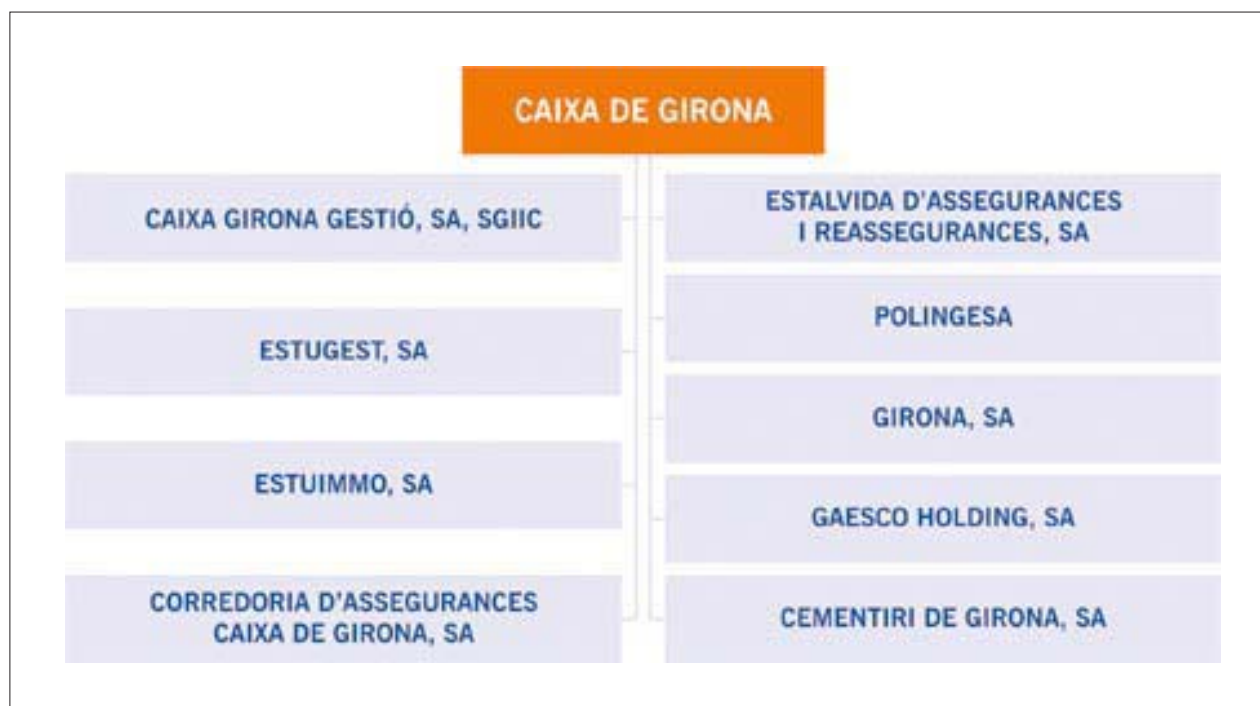 CAIXA DE GIRONA
CAIXA GIRONA GESTIÓ, SA, SGIIC
ESTUGEST, SA
ESTUIMMO, SA
CORREDORIA D'ASSEGURANCES
CAIXA DE GIRONA, SA
ESTALVIDA D'ASSEGURANCES
I REASSEGURANCES, SA
POLINGESA
GIRONA, SA
GAESCO HOLDING, SA
CEMENTIRI DE GIRONA, SA